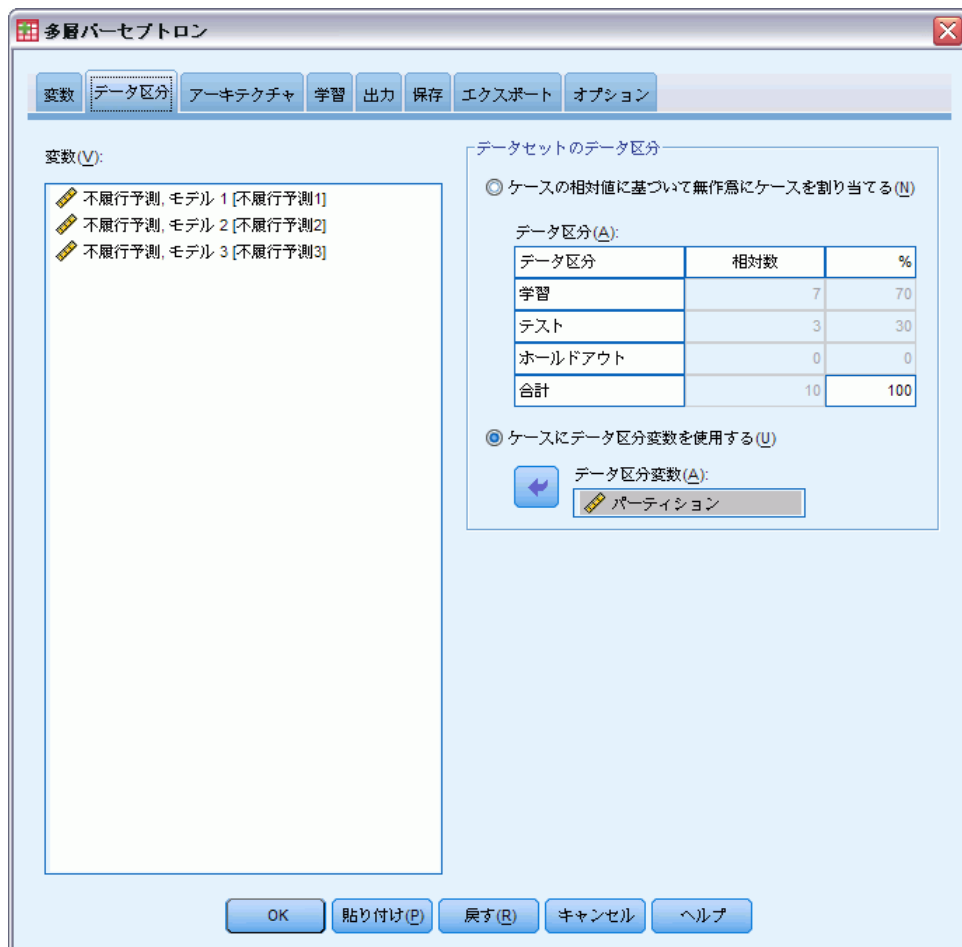 多層パーセプトロン
変数 データ区分 アーキテクチャ 学習 出力 保存 エクスポート オプション
変数(V):
不履行予測, モデル 1 [不履行予測1]
不履行予測, モデル 2 [不履行予測2]
不履行予測, モデル 3 [不履行予測3]
データセットのデータ区分
ケースの相対値に基づいて無作為にケースを割り当てる(N)
データ区分(A):
データ区分 相対数 %
学習 7 70
テスト 3 30
ホールドアウト 0 0
合計 10 100
ケースにデータ区分変数を使用する(U)
データ区分変数(A):
パーティション
OK 貼り付け(P) 戻す(R) キャンセル ヘルプ